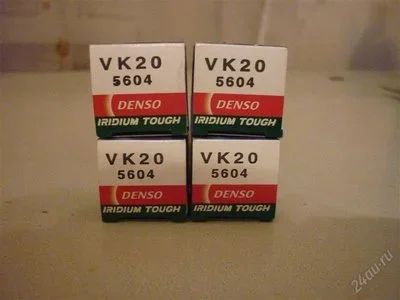 VK20
5604
DENSO
IRIDIUM TOUGH
VK20
5604
DENSO
IRIDIUM TOUGH
VK20
5604
DENSO
IRIDIUM TOUGH
VK20
5604
DENSO
IRIDIUM TOUGH
24au.ru